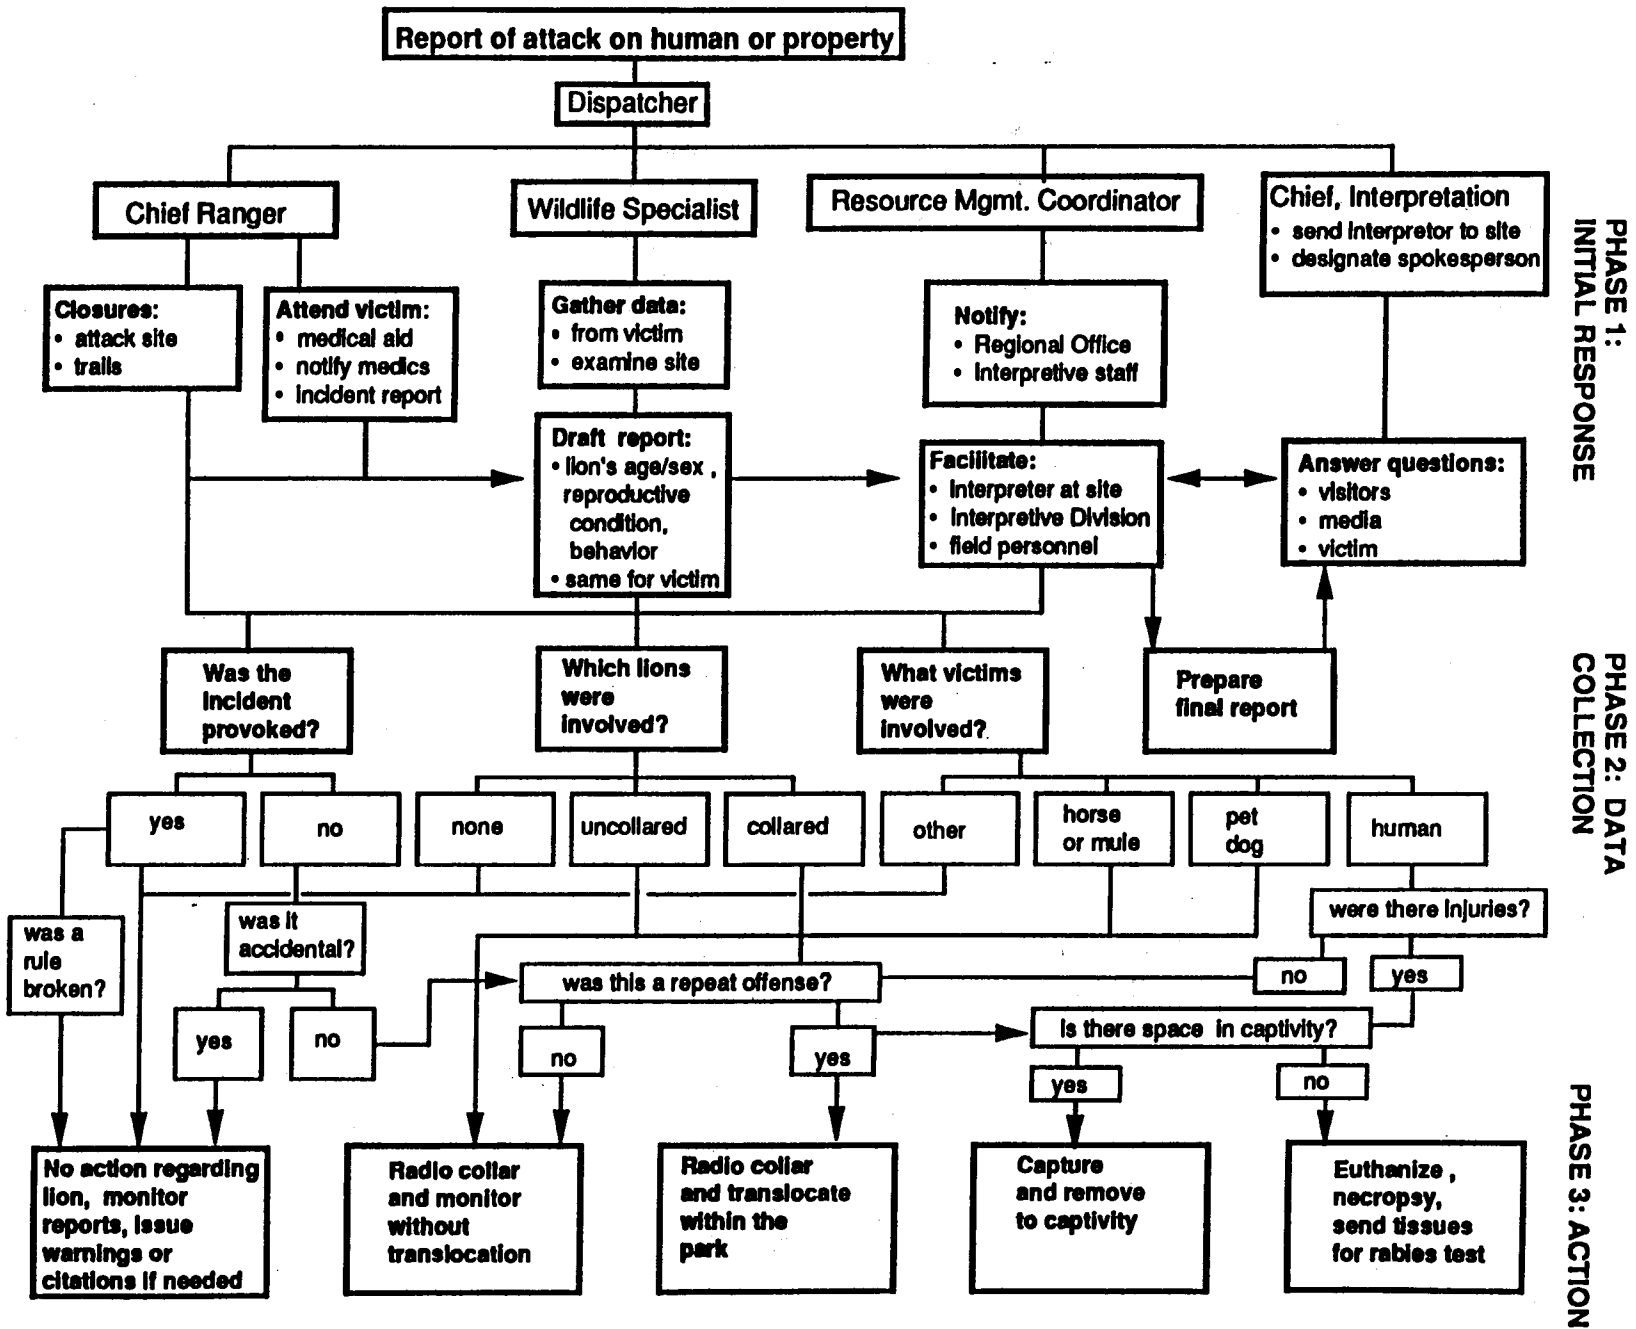 Report of attack on human or property
Dispatcher
Chief Ranger
Wildlife Specialist
Resource Mgmt. Coordinator
Chief, Interpretation
• send interpretor to site
• designate spokesperson
PHASE 1:
INITIAL RESPONSE
Closures:
• attack site
• trails
Attend victim:
• medical aid
• notify medics
• incident report
Gather data:
• from victim
• examine site
Notify:
• Regional Office
• Interpretive staff
Draft report:
• lion's age/sex ,
reproductive
condition,
behavior
• same for victim
Facilitate:
• Interpreter at site
• Interpretive Division
• field personnel
Answer questions:
• visitors
• media
• victim
Was the
incident
provoked?
Which lions
were
involved?
What victims
were
involved?
Prepare
final report
PHASE 2: DATA
COLLECTION
yes
no
none
uncollared
collared
other
horse
or mule
pet
dog
human
was a
rule
broken?
was it
accidental?
were there injuries?
was this a repeat offense?
no
yes
yes
no
no
yes
Is there space in captivity?
yes
no
PHASE 3: ACTION
No action regarding
lion, monitor
reports, issue
warnings or
citations if needed
Radio collar
and monitor
without
translocation
Radio collar
and translocate
within the
park
Capture
and remove
to captivity
Euthanize ,
necropsy,
send tissues
for rabies test